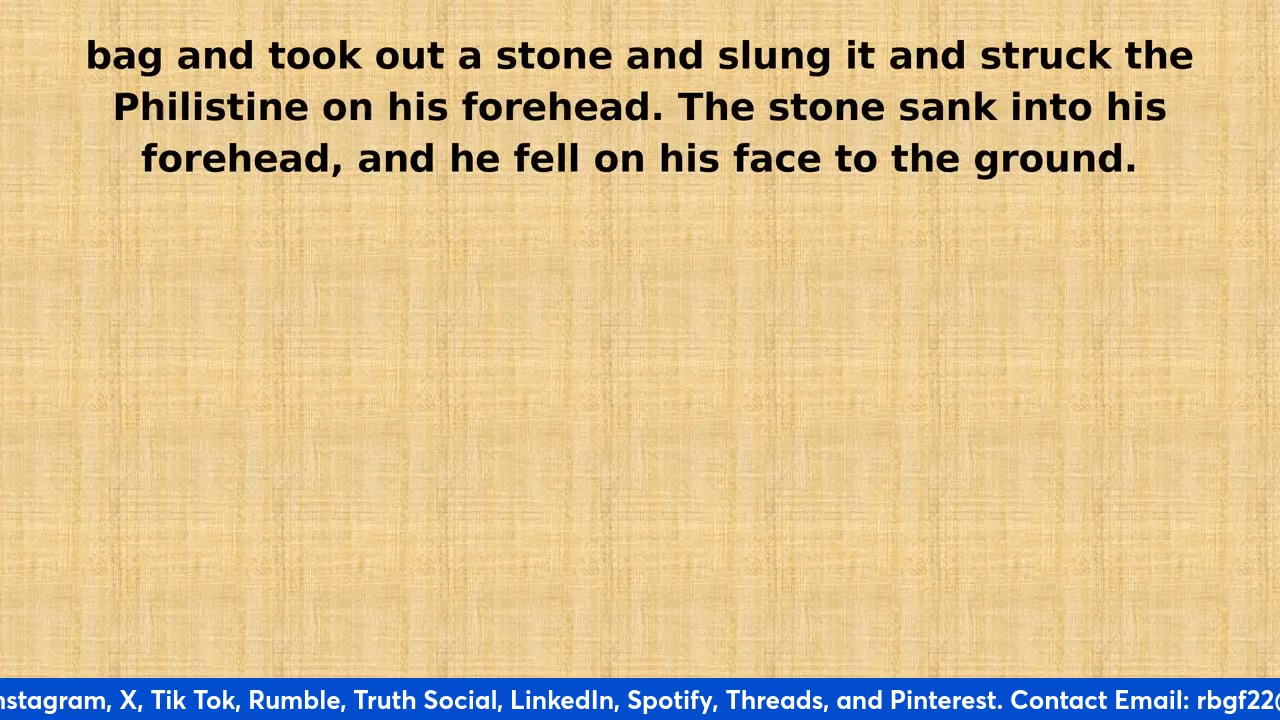 bag and took out a stone and slung it and struck the
Philistine on his forehead. The stone sank into his
forehead, and he fell on his face to the ground.
nstagram, X, Tik Tok, Rumble, Truth Social, LinkedIn, Spotify, Threads, and Pinterest. Contact Email: rbgf22